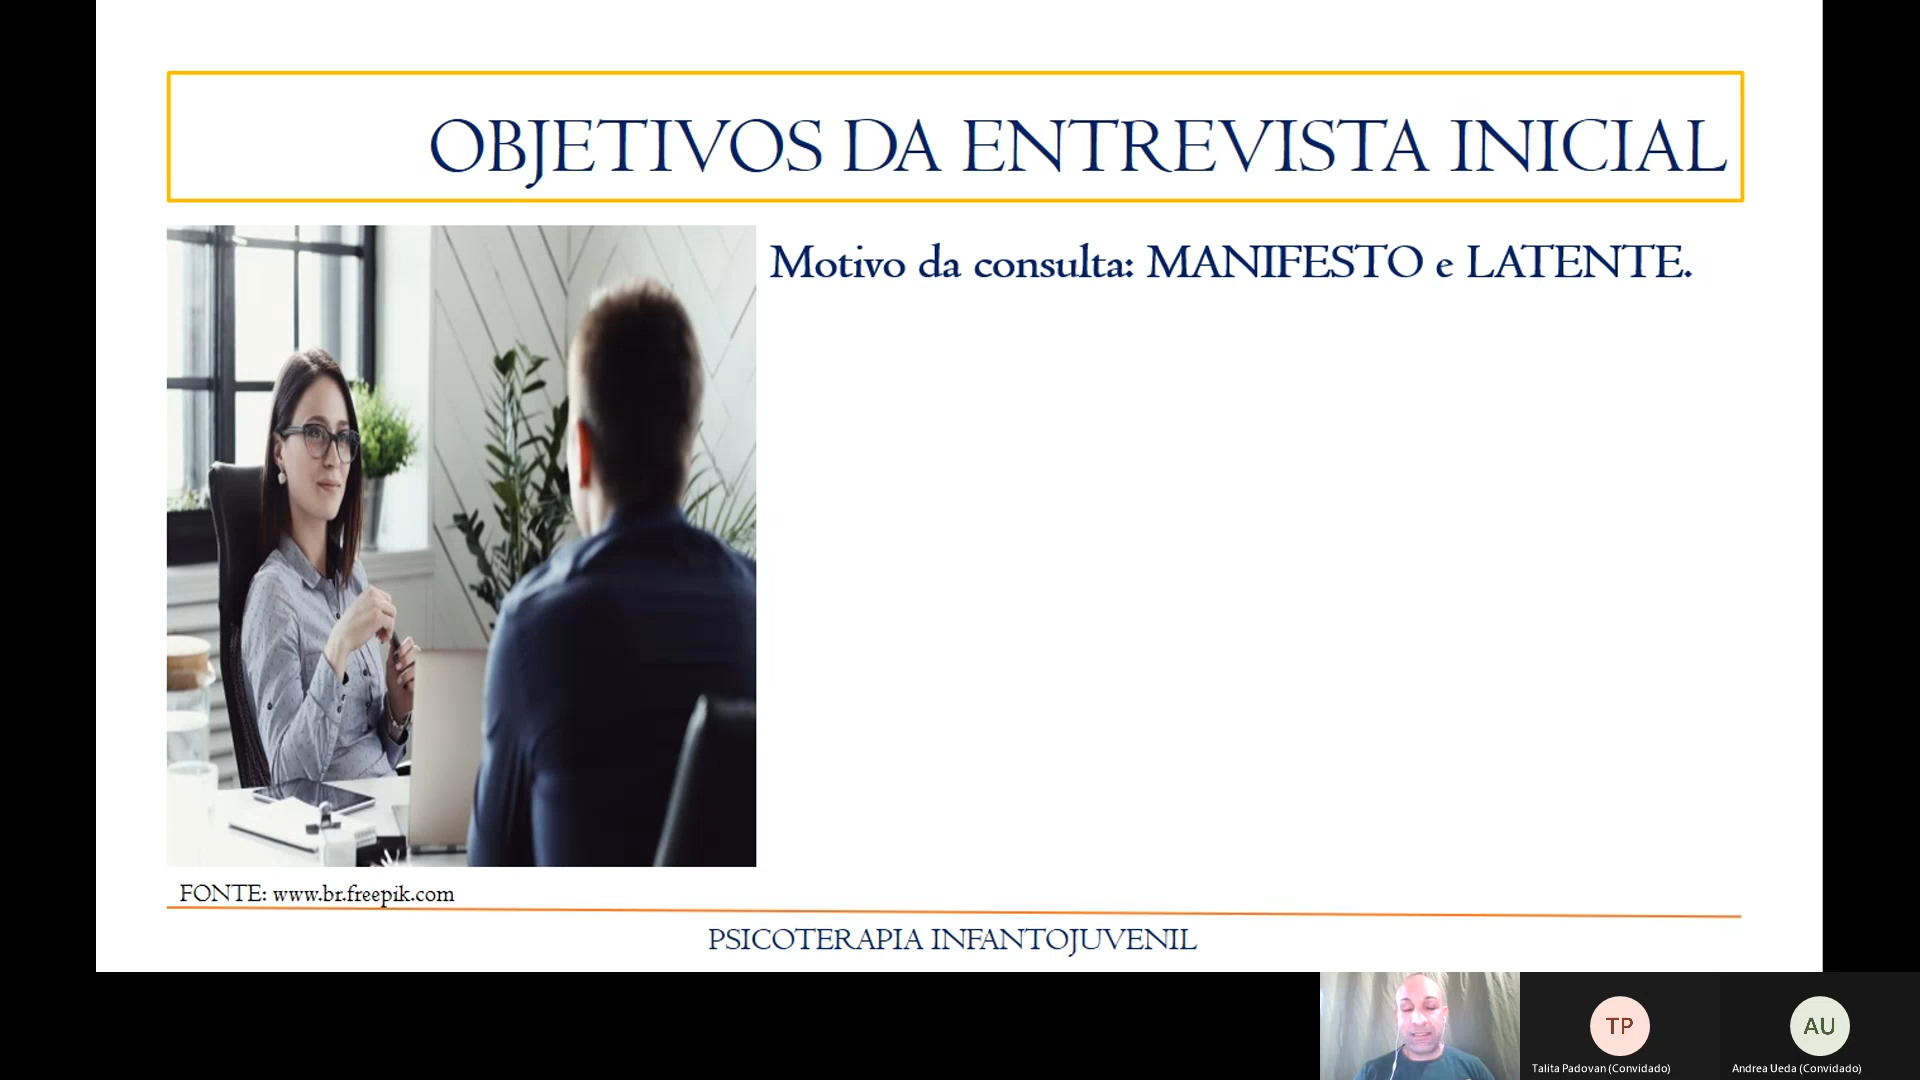 OBJETIVOS DA ENTREVISTA INICIAL
Motivo da consulta: MANIFESTO e LATENTE.
FONTE: www.br.freepik.com
PSICOTERAPIA INFANTOJUVENIL
TP
AU
Talita Padovan (Convidado)
Andrea Ueda (Convidado)